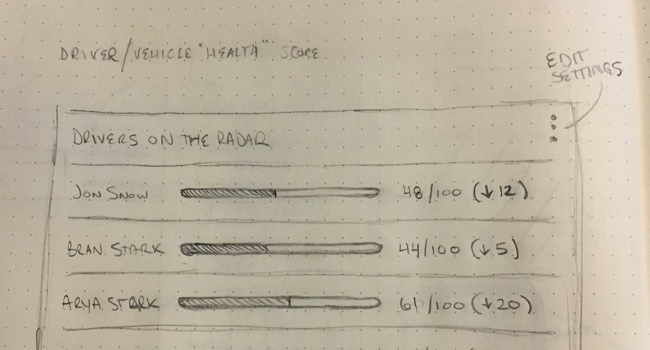 DRIVER/VEHICLE "HEALTH" SCORE
EDIT
SETTINGS
DRIVERS ON THE RADAR
JON SNOW 48/100 (↓12)
BRAN STARK 44/100 (↓5)
ARYA STARK 61/100 (↓20)